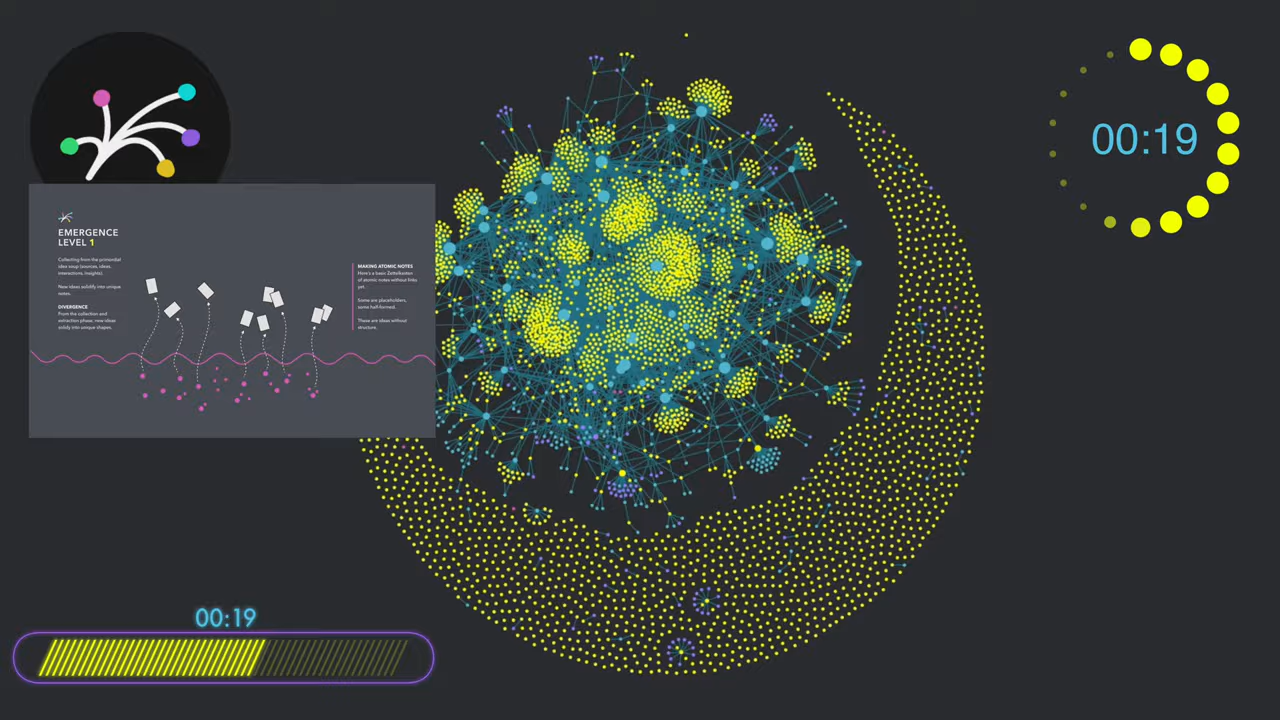 00:19
EMERGENCE
LEVEL 1
Collecting from the primordial
idea soup (sources, ideas,
interactions, insights).
New ideas solidify into unique
notes.
DIVERGENCE
From the collection and
extraction phase, new ideas
solidy into unique shapes.
MAKING ATOMIC NOTES
Here's a basic Zettelkasten
of atomic notes without links
yet.
Some are placeholders,
some half-formed.
These are ideas without
structure.
00:19